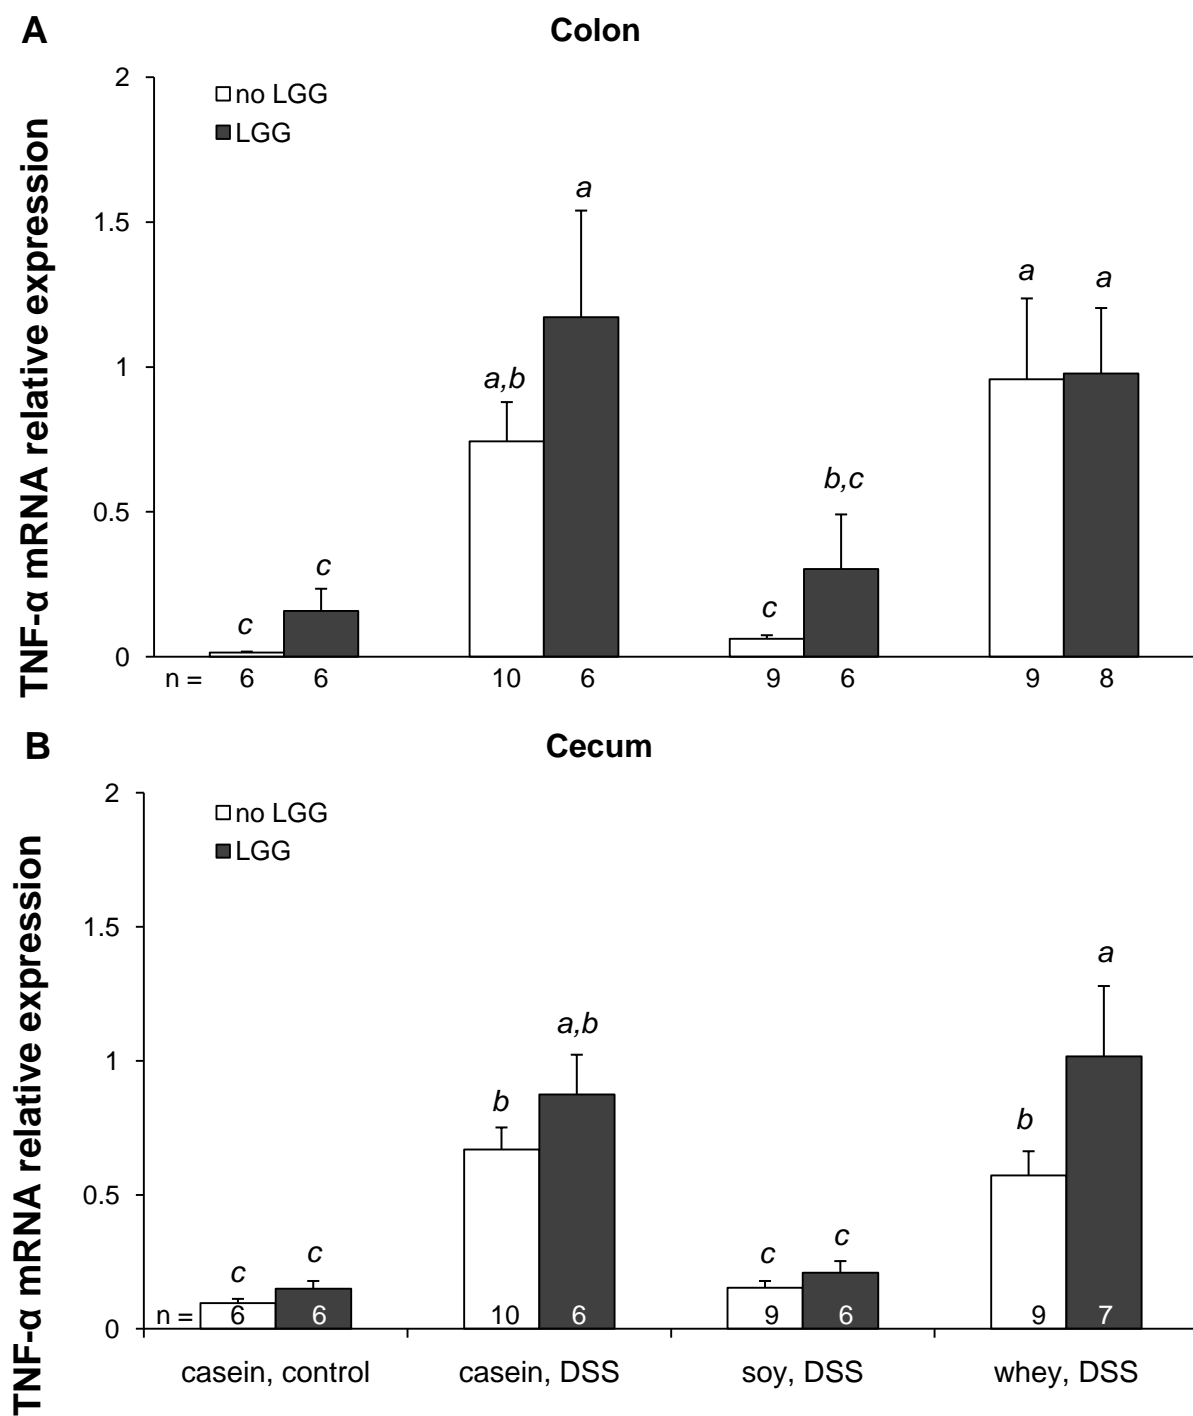 A
Colon
TNF-α mRNA relative expression
2
1.5
1
0.5
0
no LGG
LGG
c
c
a,b
a
c
b,c
a
a
n = 6 6 10 6 9 6 9 8
B
Cecum
TNF-α mRNA relative expression
2
1.5
1
0.5
0
no LGG
LGG
c
c
b
a,b
c
c
b
a
n = 6 6 10 6 9 6 9 7
casein, control casein, DSS soy, DSS whey, DSS